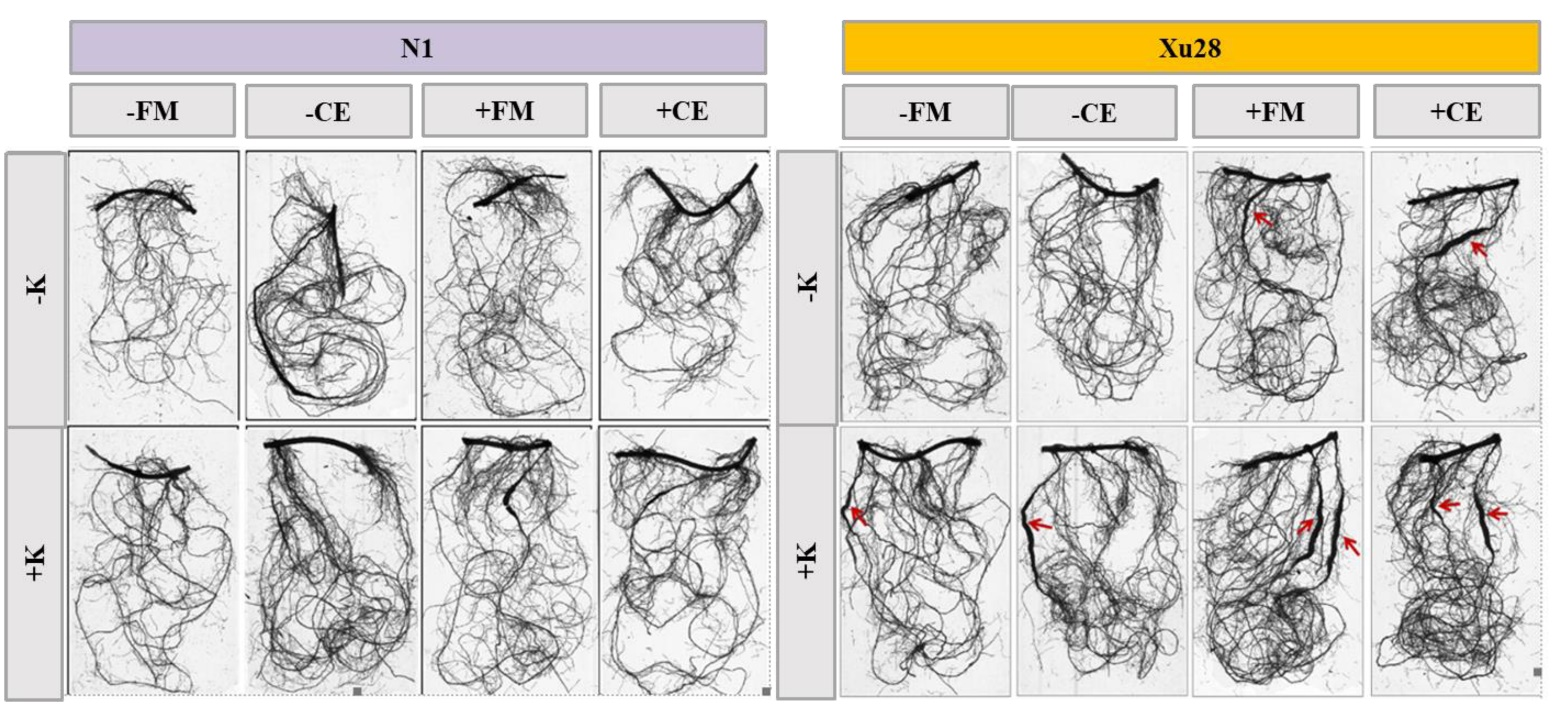 N1
Xu28
-FM
-CE
+FM
+CE
-FM
-CE
+FM
+CE
-K
-K
+K
+K